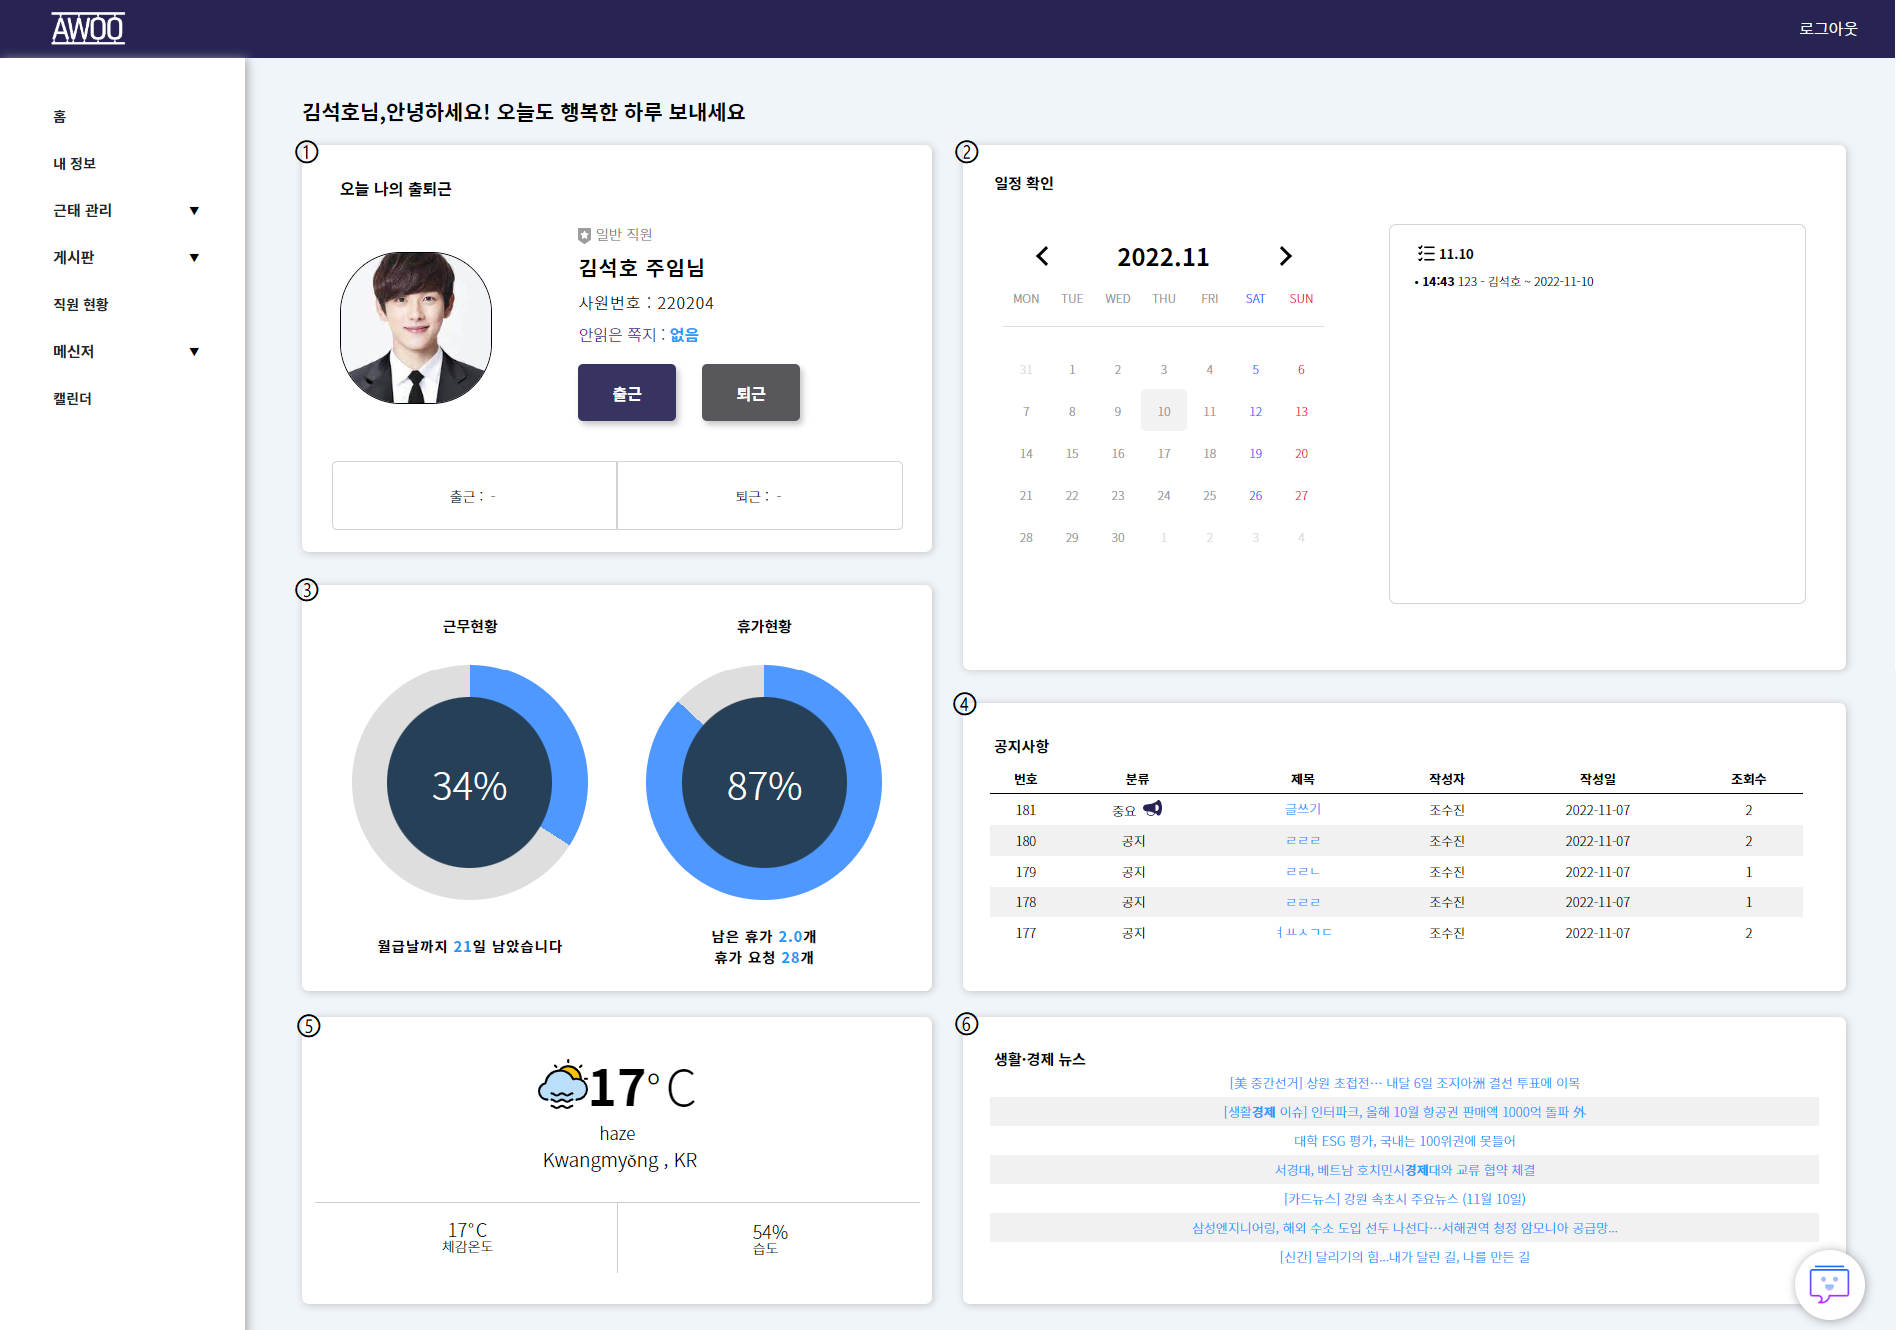 AWOO
로그아웃
홈
내 정보
근태 관리 ▼
게시판 ▼
직원 현황
메신저 ▼
캘린더
김석호님,안녕하세요! 오늘도 행복한 하루 보내세요
①
오늘 나의 출퇴근
일반 직원
김석호 주임님
사원번호 : 220204
안읽은 쪽지 : 없음
출근 퇴근
출근 : - 퇴근 : -
②
일정 확인
2022.11
MON TUE WED THU FRI SAT SUN
31 1 2 3 4 5 6
7 8 9 10 11 12 13
14 15 16 17 18 19 20
21 22 23 24 25 26 27
28 29 30 1 2 3 4
11.10
• 14:43 123 - 김석호 ~ 2022-11-10
③
근무현황 휴가현황
34% 87%
월급날까지 21일 남았습니다
남은 휴가 2.0개
휴가 요청 28개
④
공지사항
번호 분류 제목 작성자 작성일 조회수
181 중요 글쓰기 조수진 2022-11-07 2
180 공지 ㄹㄹㄹ 조수진 2022-11-07 2
179 공지 ㄹㄹㄴ 조수진 2022-11-07 1
178 공지 ㄹㄹㄹ 조수진 2022-11-07 1
177 공지 ㅕㅛㅅㄱㄷ 조수진 2022-11-07 2
⑤
17°C
haze
Kwangmyŏng , KR
17°C 54%
체감온도 습도
⑥
생활·경제 뉴스
[美 중간선거] 상원 초접전… 내달 6일 조지아洲 결선 투표에 이목
[생활경제 이슈] 인터파크, 올해 10월 항공권 판매액 1000억 돌파 外
대학 ESG 평가, 국내는 100위권에 못들어
서경대, 베트남 호치민시경제대와 교류 협약 체결
[카드뉴스] 강원 속초시 주요뉴스 (11월 10일)
삼성엔지니어링, 해외 수소 도입 선두 나선다…서해권역 청정 암모니아 공급망...
[신간] 달리기의 힘...내가 달린 길, 나를 만든 길